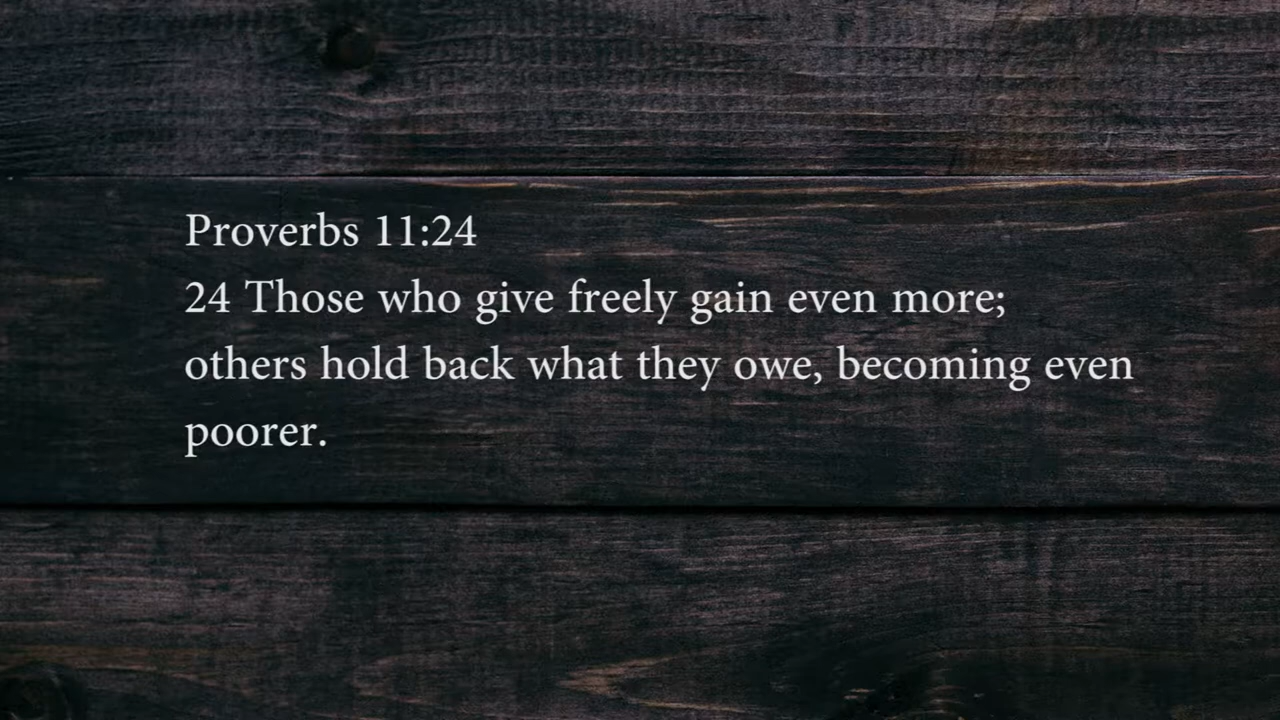 Proverbs 11:24
24 Those who give freely gain even more;
others hold back what they owe, becoming even
poorer.